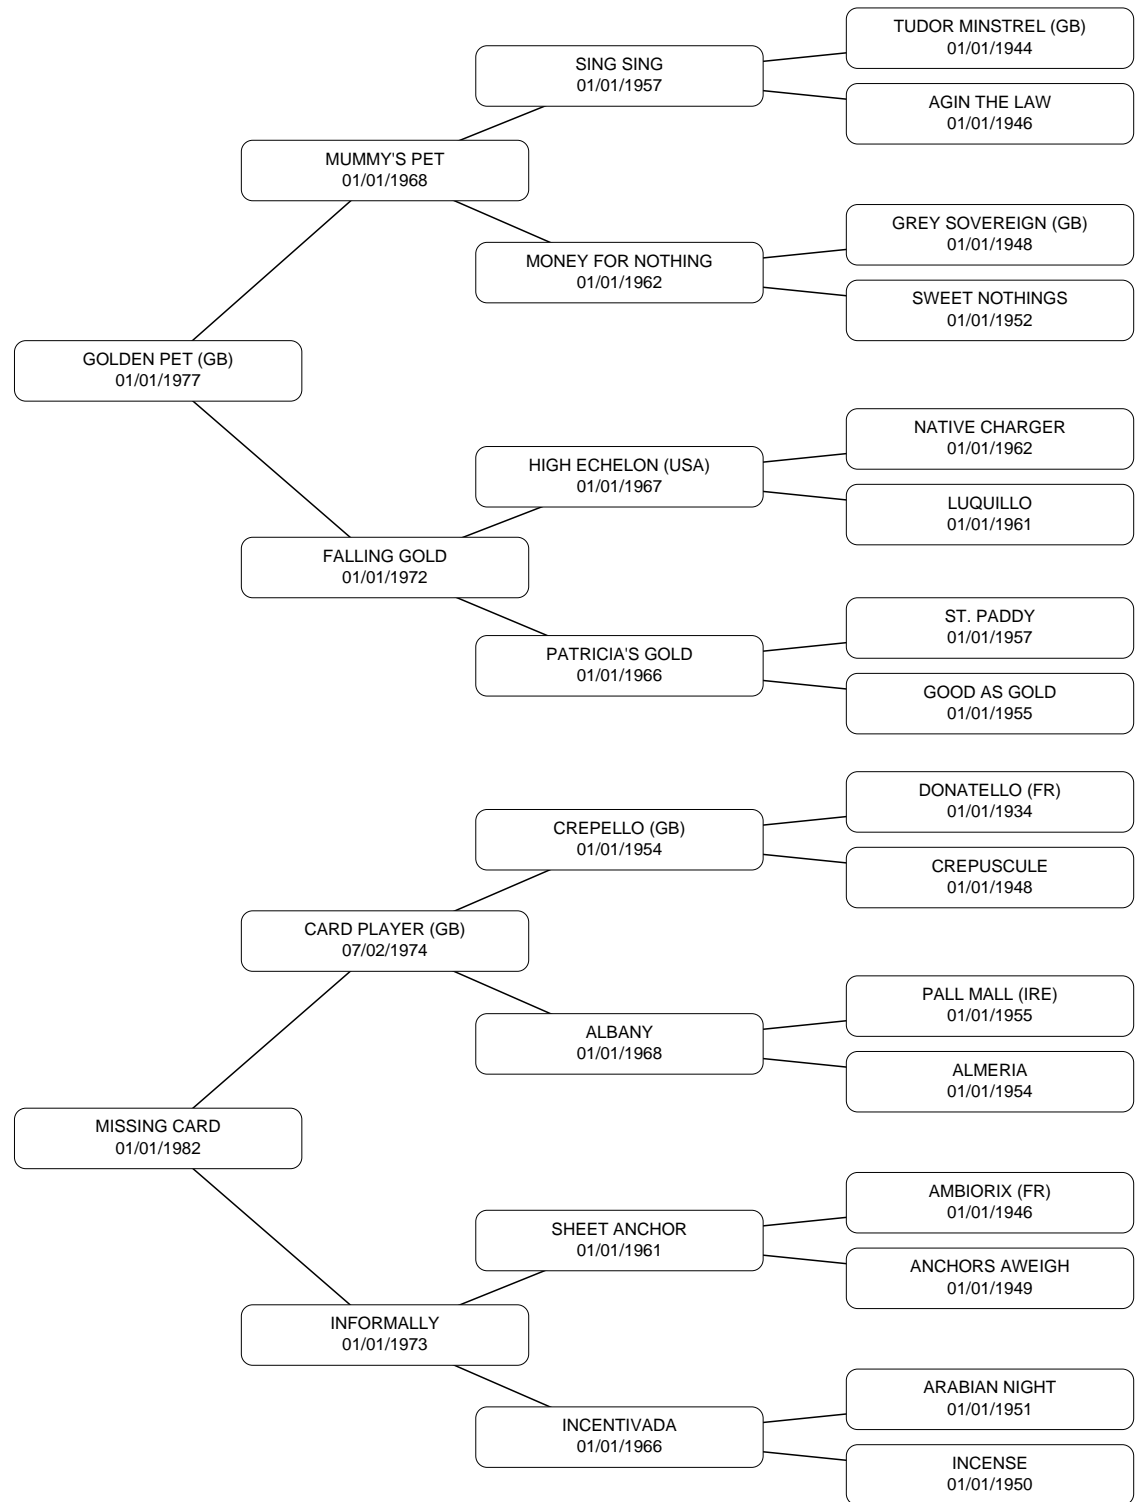 TUDOR MINSTREL (GB)
01/01/1944
SING SING
01/01/1957
AGIN THE LAW
01/01/1946
MUMMY'S PET
01/01/1968
GREY SOVEREIGN (GB)
01/01/1948
MONEY FOR NOTHING
01/01/1962
SWEET NOTHINGS
01/01/1952
GOLDEN PET (GB)
01/01/1977
NATIVE CHARGER
01/01/1962
HIGH ECHELON (USA)
01/01/1967
LUQUILLO
01/01/1961
FALLING GOLD
01/01/1972
ST. PADDY
01/01/1957
PATRICIA'S GOLD
01/01/1966
GOOD AS GOLD
01/01/1955
DONATELLO (FR)
01/01/1934
CREPELLO (GB)
01/01/1954
CREPUSCULE
01/01/1948
CARD PLAYER (GB)
07/02/1974
PALL MALL (IRE)
01/01/1955
ALBANY
01/01/1968
ALMERIA
01/01/1954
MISSING CARD
01/01/1982
AMBIORIX (FR)
01/01/1946
SHEET ANCHOR
01/01/1961
ANCHORS AWEIGH
01/01/1949
INFORMALLY
01/01/1973
ARABIAN NIGHT
01/01/1951
INCENTIVADA
01/01/1966
INCENSE
01/01/1950